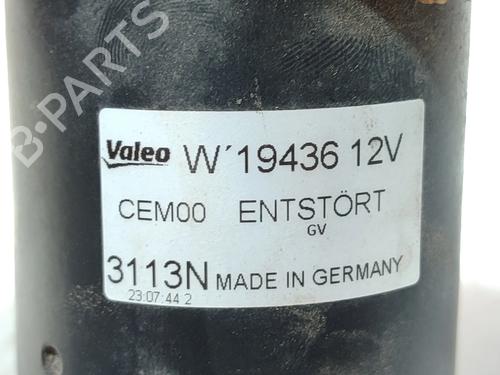 B-PARTS
Valeo W´19436 12V
CEM00 ENTSTÖRT
GV
3113N MADE IN GERMANY
23:07:44 2